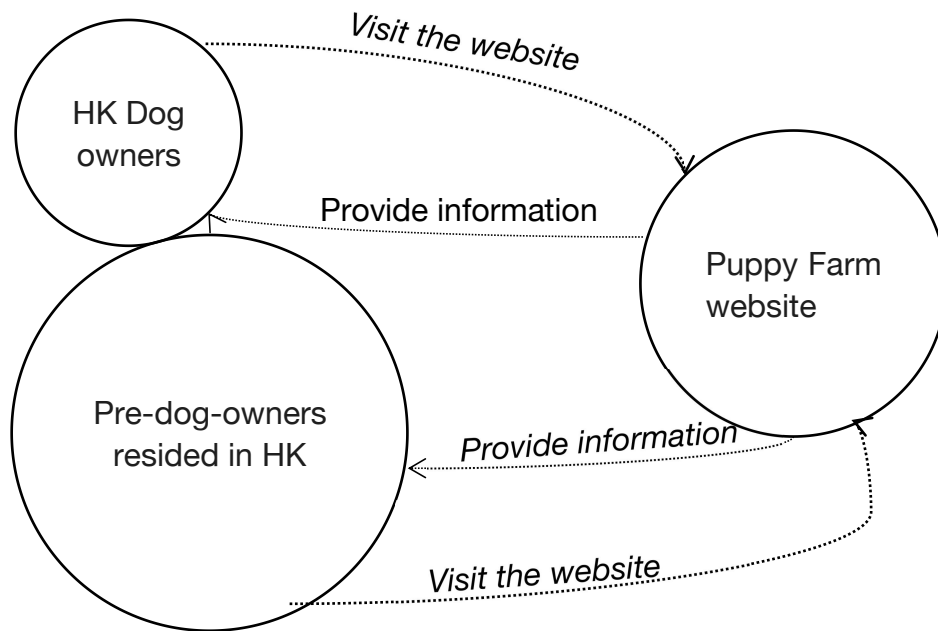 Visit the website
HK Dog
owners
Provide information
Puppy Farm
website
Pre-dog-owners
resided in HK
Provide information
Visit the website